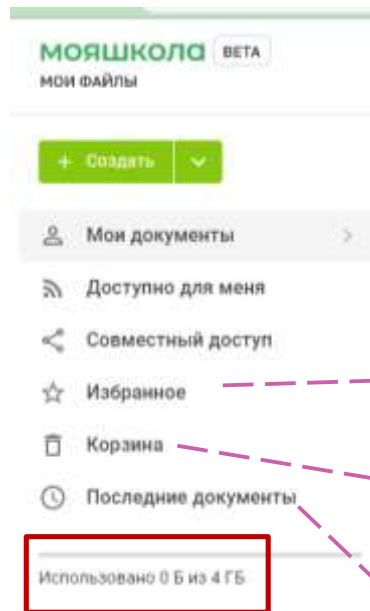 МОЯШКОЛА BETA
МОИ ФАЙЛЫ
+ Создать
Мои документы
Доступно для меня
Совместный доступ
Избранное
Корзина
Последние документы
Использовано 0 Б из 4 ГБ